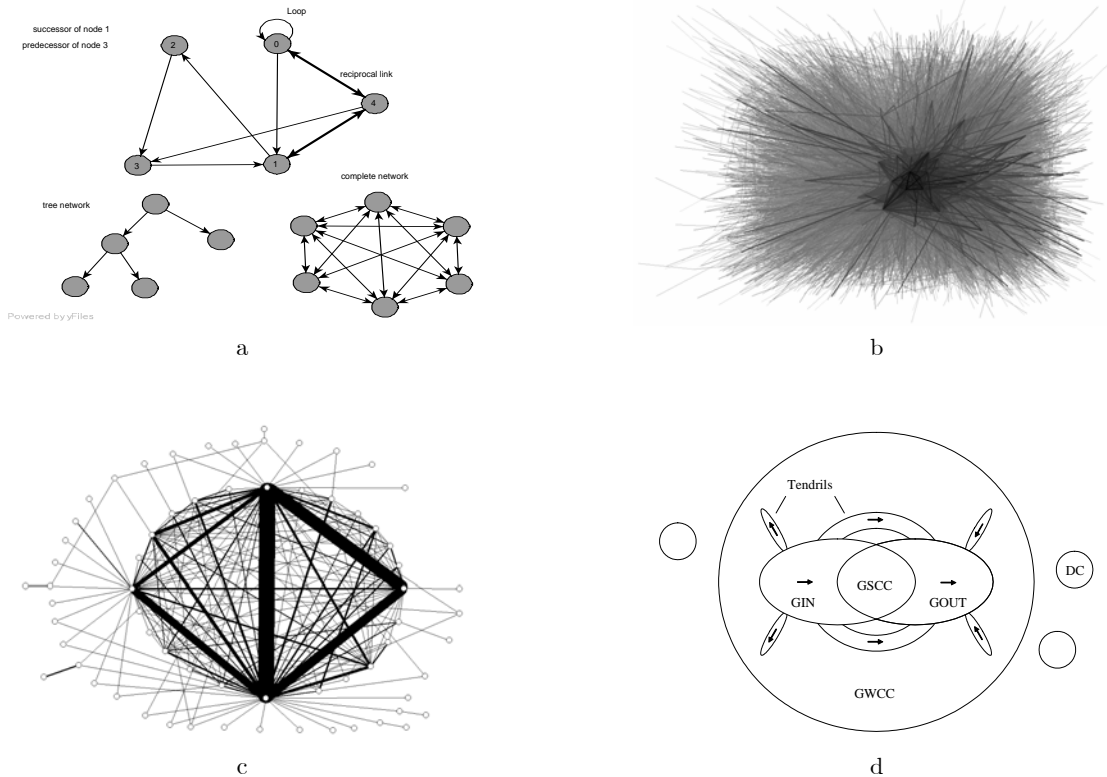 Loop
successor of node 1
predecessor of node 3
2
0
reciprocal link
4
3
1
complete network
tree network
Powered by yFiles
a
b
c
Tendrils
DC
GSCC
GIN
GOUT
GWCC
d